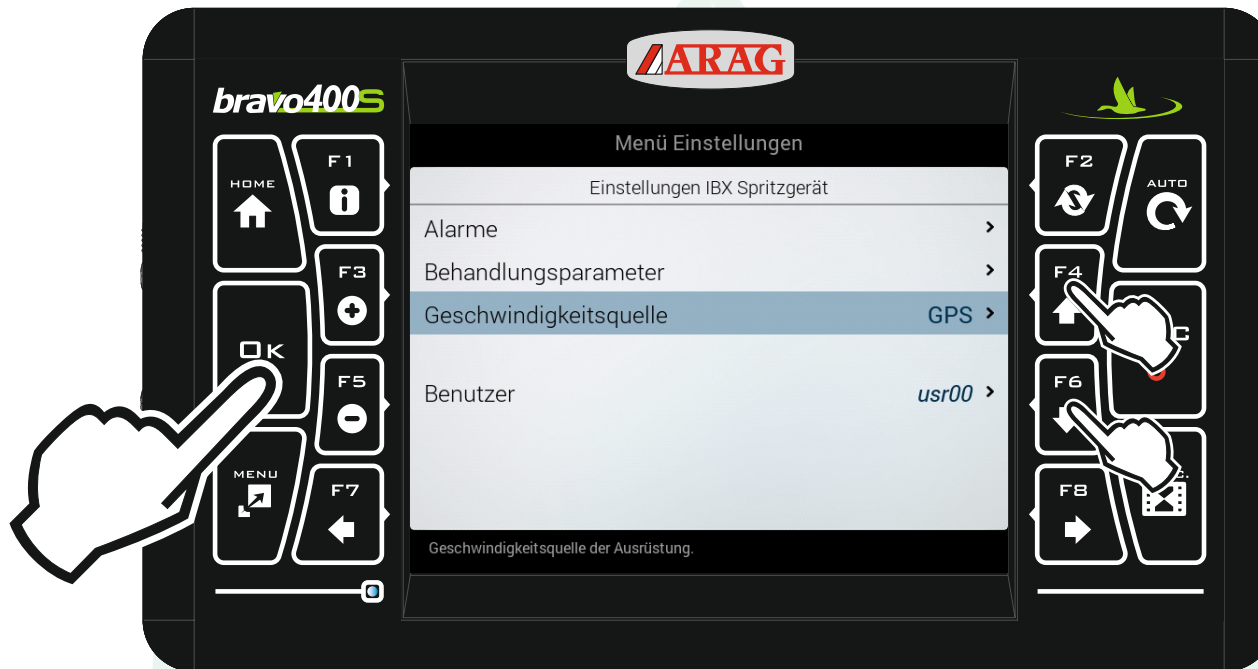 ARAG
bravo400S
Menü Einstellungen
Einstellungen IBX Spritzgerät
Alarme
Behandlungsparameter
Geschwindigkeitsquelle GPS
Benutzer usr00
Geschwindigkeitsquelle der Ausrüstung.
HOME
F1
F3
OK
F5
MENU
F7
F2
AUTO
F4
F6
F8